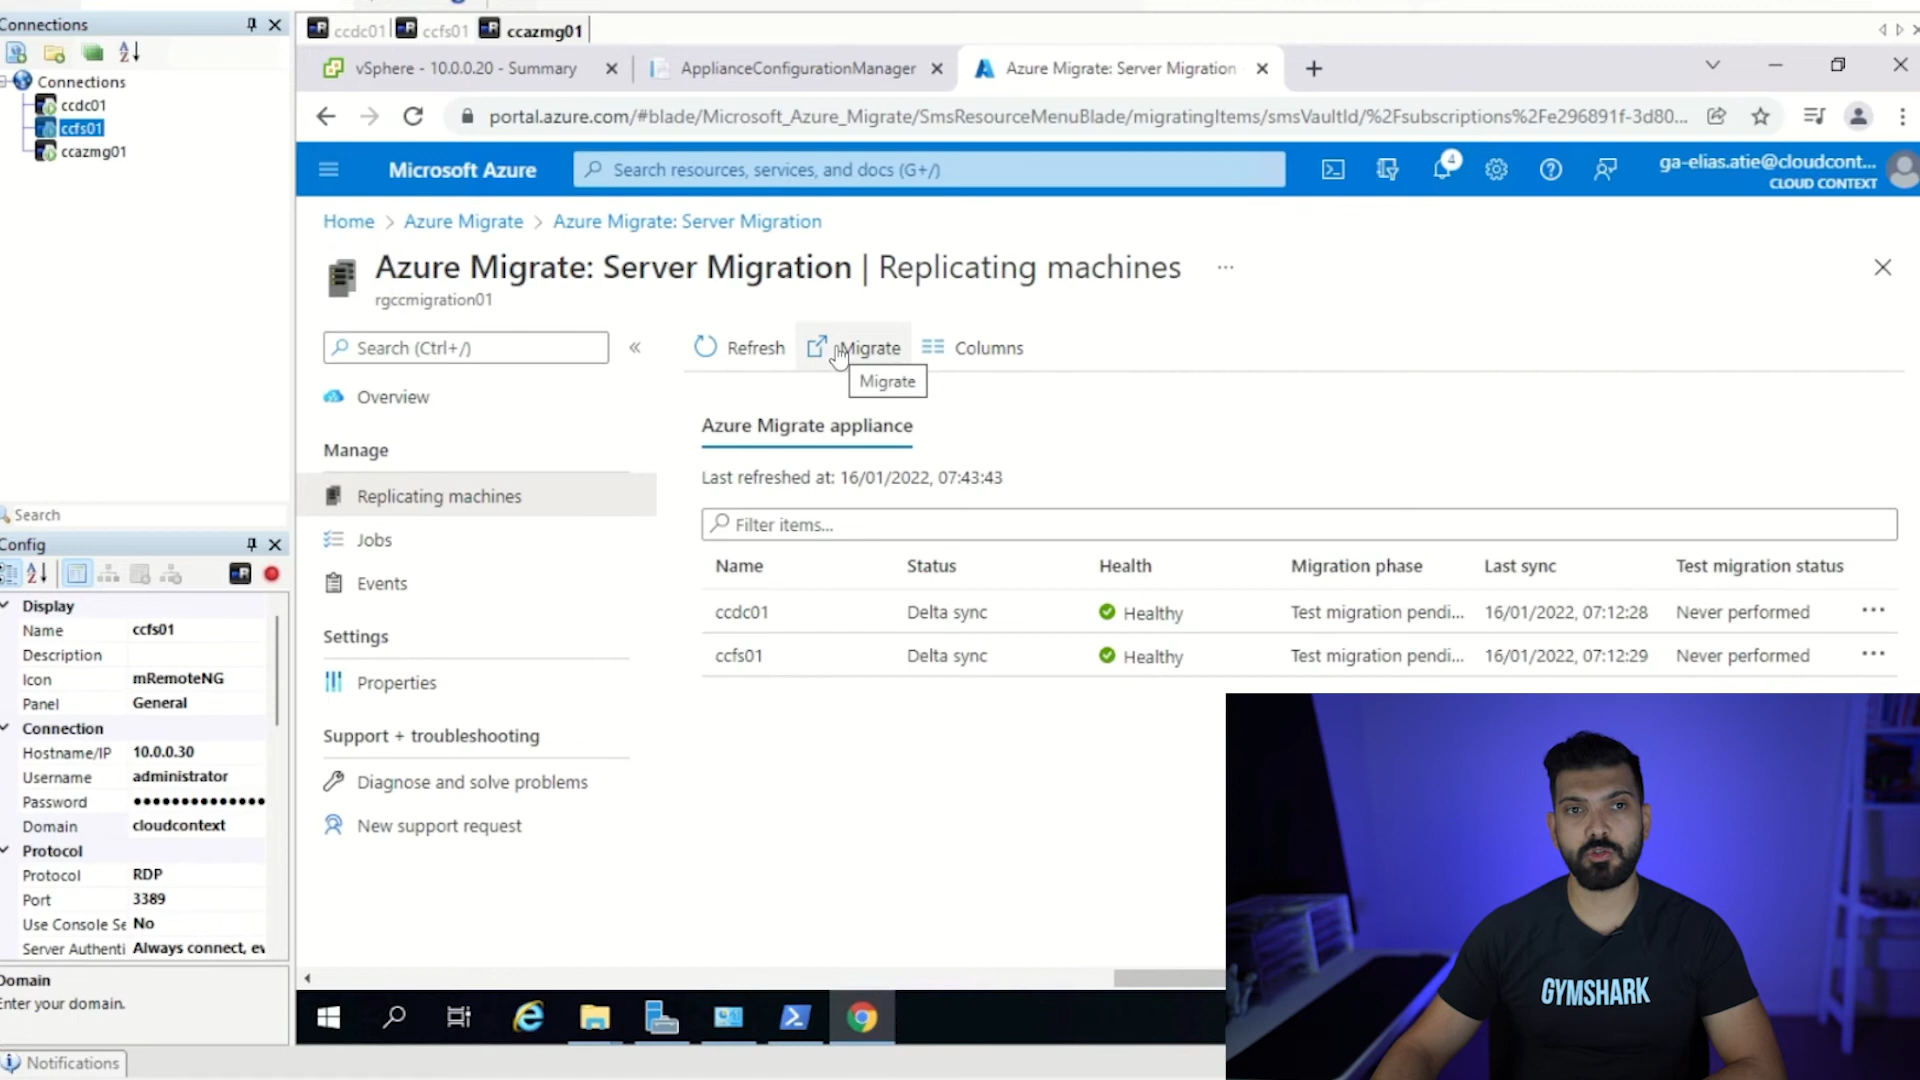 Connections
ccdc01
ccfs01
ccazmg01
vSphere - 10.0.0.20 - Summary
ApplianceConfigurationManager
Azure Migrate: Server Migration
Connections
ccdc01
ccfs01
ccazmg01
portal.azure.com/#blade/Microsoft_Azure_Migrate/SmsResourceMenuBlade/migratingItems/smsVaultId/%2Fsubscriptions%2Fe296891f-3d80...
Microsoft Azure
Search resources, services, and docs (G+/)
4
ga-elias.atie@cloudcont...
CLOUD CONTEXT
Home > Azure Migrate > Azure Migrate: Server Migration
Azure Migrate: Server Migration | Replicating machines ...
rgccmigration01
Search (Ctrl+/)
Refresh
Migrate
Columns
Migrate
Overview
Manage
Replicating machines
Jobs
Events
Settings
Properties
Support + troubleshooting
Diagnose and solve problems
New support request
Azure Migrate appliance
Last refreshed at: 16/01/2022, 07:43:43
Filter items...
Name Status Health Migration phase Last sync Test migration status
ccdc01 Delta sync Healthy Test migration pendi... 16/01/2022, 07:12:28 Never performed ...
ccfs01 Delta sync Healthy Test migration pendi... 16/01/2022, 07:12:29 Never performed ...
Search
Config
Display
Name ccfs01
Description
Icon mRemoteNG
Panel General
Connection
Hostname/IP 10.0.0.30
Username administrator
Password ••••••••••••••
Domain cloudcontext
Protocol
Protocol RDP
Port 3389
Use Console Se No
Server Authenti Always connect, ev
Domain
Enter your domain.
Notifications
GYMSHARK